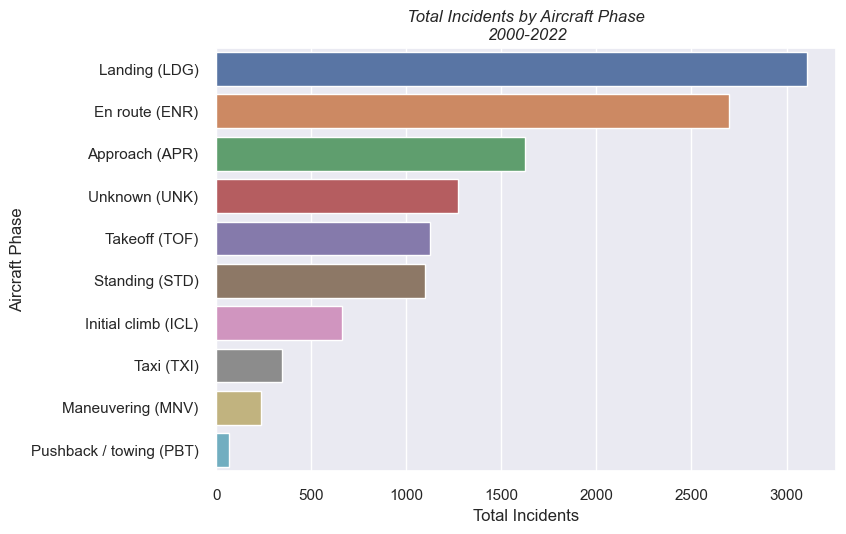 Total Incidents by Aircraft Phase
2000-2022
Aircraft Phase
Landing (LDG)
En route (ENR)
Approach (APR)
Unknown (UNK)
Takeoff (TOF)
Standing (STD)
Initial climb (ICL)
Taxi (TXI)
Maneuvering (MNV)
Pushback / towing (PBT)
0 500 1000 1500 2000 2500 3000
Total Incidents